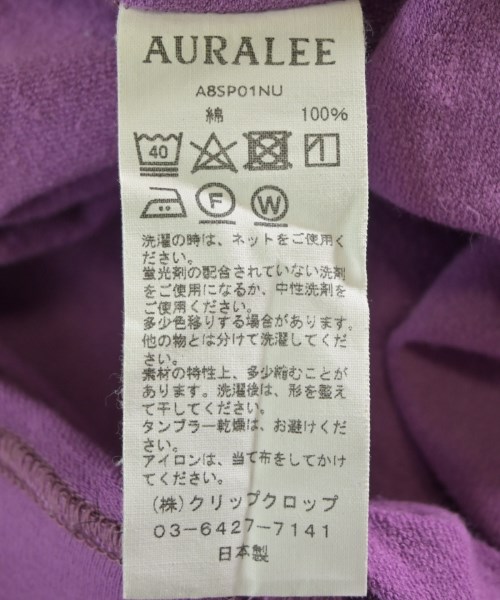 AURALEE
A8SP01NU
綿 100%
40
F W
洗濯の時は、ネットをご使用く
ださい。
蛍光剤の配合されていない洗剤
をご使用になるか、中性洗剤を
ご使用ください。
多少色移りする場合があります。
他の物とは分けて洗濯してくだ
さい。
素材の特性上、多少縮むことが
あります。洗濯後は、形を整え
て干してください。
タンブラー乾燥は、お避けくだ
さい。
アイロンは、当て布をしてかけ
てください。
(株)クリップクロップ
03-6427-7141
日本製